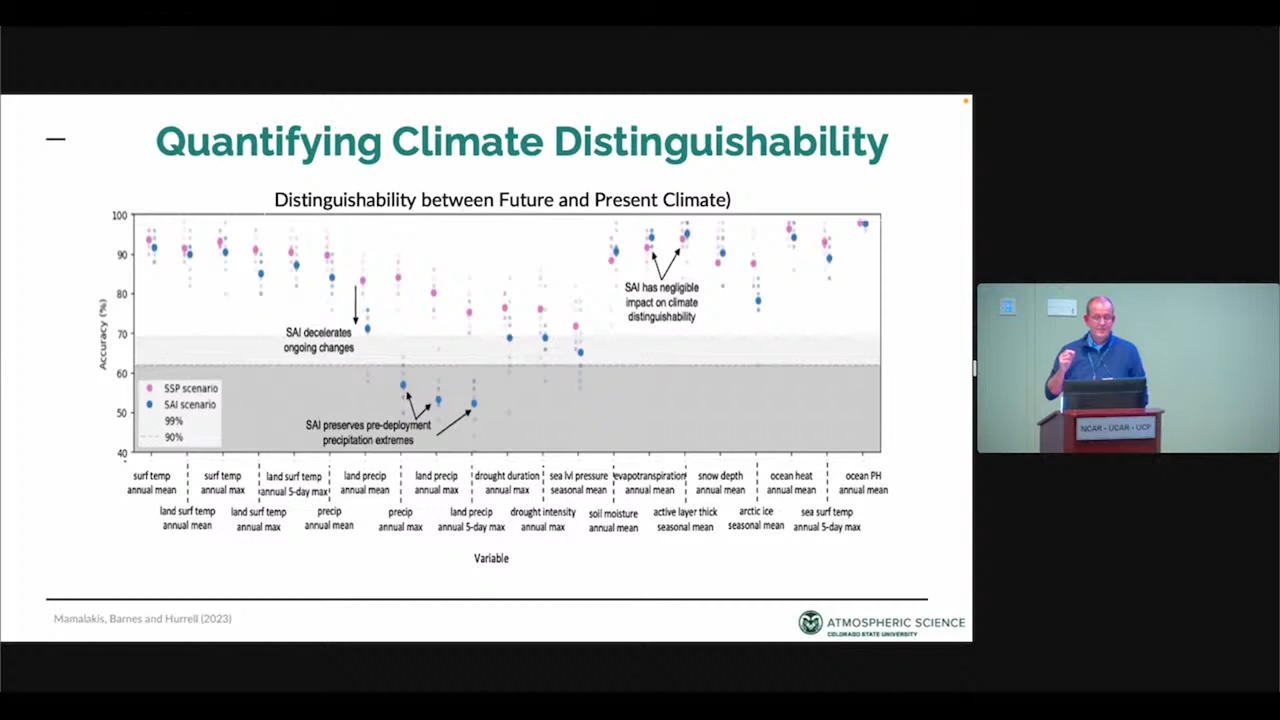 Quantifying Climate Distinguishability
Distinguishability between Future and Present Climate)
100
90
80
70
60
50
40
Accuracy (%)
SAI decelerates
ongoing changes
SAI has negligible
impact on climate
distinguishability
SAI preserves pre-deployment
precipitation extremes
SSP scenario
SAI scenario
99%
90%
surf temp
annual mean
land surf temp
annual mean
surf temp
annual max
land surf temp
annual max
land surf temp
annual 5-day max
precip
annual mean
land precip
annual mean
precip
annual max
land precip
annual max
land precip
annual 5-day max
drought duration
annual max
drought intensity
annual max
sea lvl pressure
seasonal mean
soil moisture
annual mean
evapotranspiration
annual mean
active layer thick
seasonal mean
snow depth
annual mean
arctic ice
seasonal mean
ocean heat
annual mean
sea surf temp
annual 5-day max
ocean PH
annual mean
Variable
Mamalakis, Barnes and Hurrell (2023)
ATMOSPHERIC SCIENCE
COLORADO STATE UNIVERSITY
NCAR - UCAR - UCP